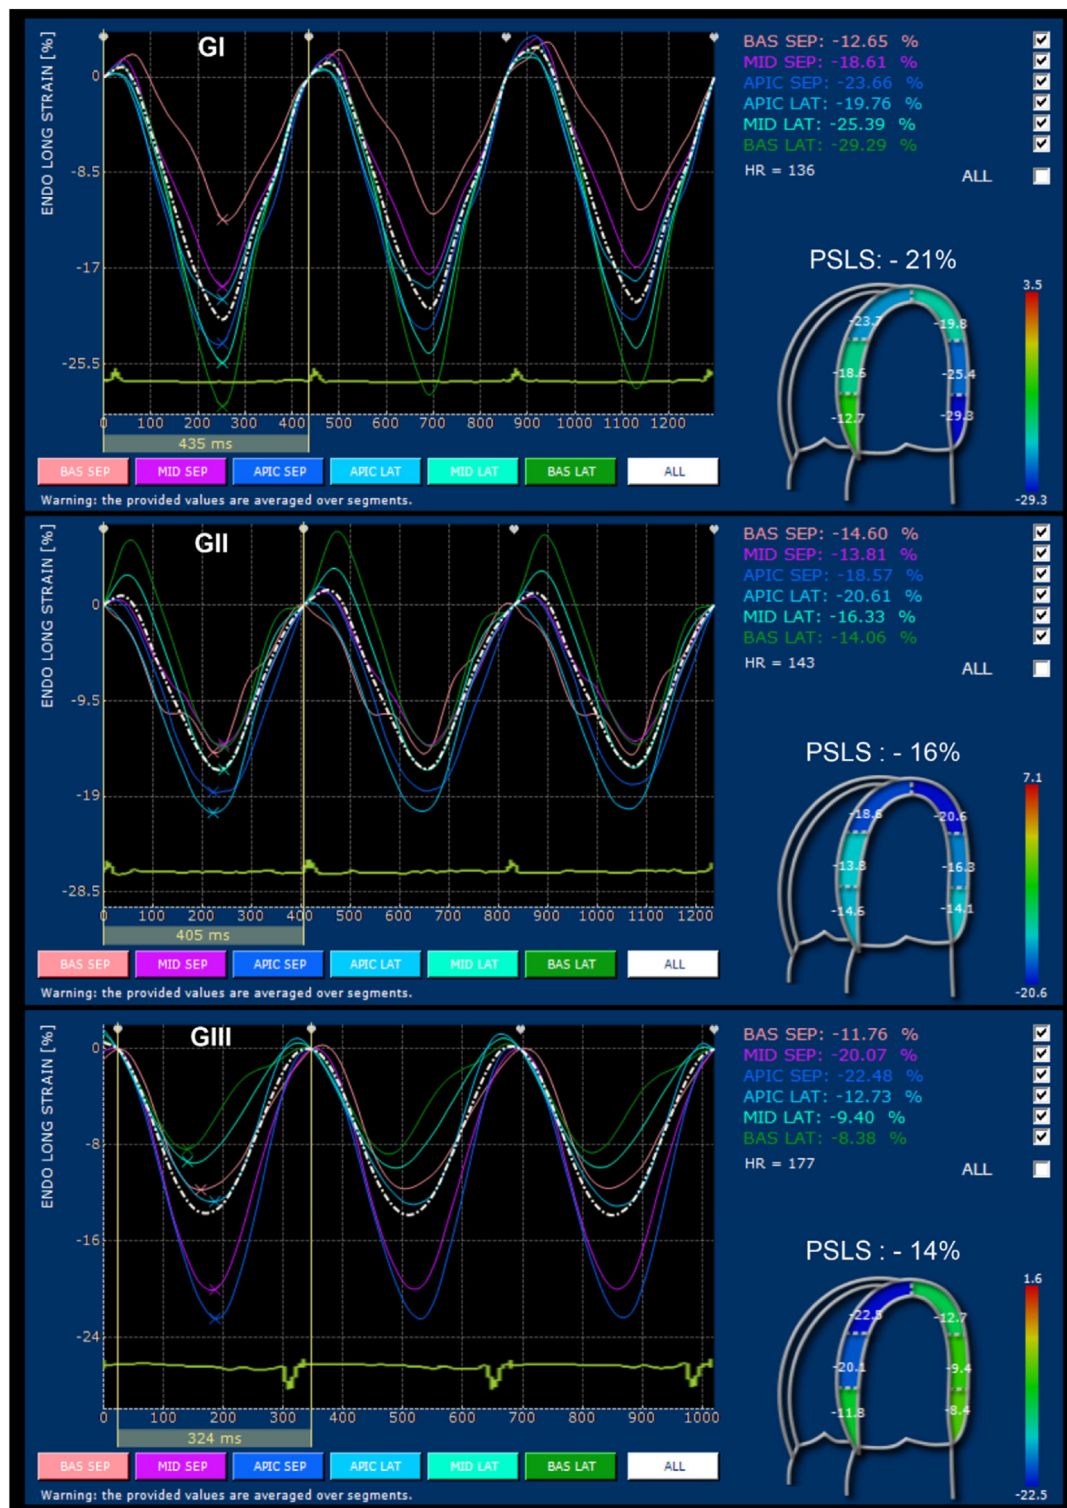 GI
ENDO LONG STRAIN [%]
0
-8.5
-17
-25.5
0 100 200 300 400 500 600 700 800 900 1000 1100 1200
435 ms
BAS SEP MID SEP APIC SEP APIC LAT MID LAT BAS LAT ALL
Warning: the provided values are averaged over segments.
BAS SEP: -12.65 %
MID SEP: -18.61 %
APIC SEP: -23.66 %
APIC LAT: -19.76 %
MID LAT: -25.39 %
BAS LAT: -29.29 %
HR = 136 ALL
PSLS: - 21%
3.5
-23.7 -19.8
-18.6 -25.4
-12.7 -29.3
-29.3
GII
ENDO LONG STRAIN [%]
0
-9.5
-19
-28.5
0 100 200 300 400 500 600 700 800 900 1000 1100 1200
405 ms
BAS SEP MID SEP APIC SEP APIC LAT MID LAT BAS LAT ALL
Warning: the provided values are averaged over segments.
BAS SEP: -14.60 %
MID SEP: -13.81 %
APIC SEP: -18.57 %
APIC LAT: -20.61 %
MID LAT: -16.33 %
BAS LAT: -14.06 %
HR = 143 ALL
PSLS : - 16%
7.1
-18.6 -20.6
-13.8 -16.3
-14.6 -14.1
-20.6
GIII
ENDO LONG STRAIN [%]
0
-8
-16
-24
0 100 200 300 400 500 600 700 800 900 1000
324 ms
BAS SEP MID SEP APIC SEP APIC LAT MID LAT BAS LAT ALL
Warning: the provided values are averaged over segments.
BAS SEP: -11.76 %
MID SEP: -20.07 %
APIC SEP: -22.48 %
APIC LAT: -12.73 %
MID LAT: -9.40 %
BAS LAT: -8.38 %
HR = 177 ALL
PSLS : - 14%
1.6
-22.5 -12.7
-20.1 -9.4
-11.8 -8.4
-22.5